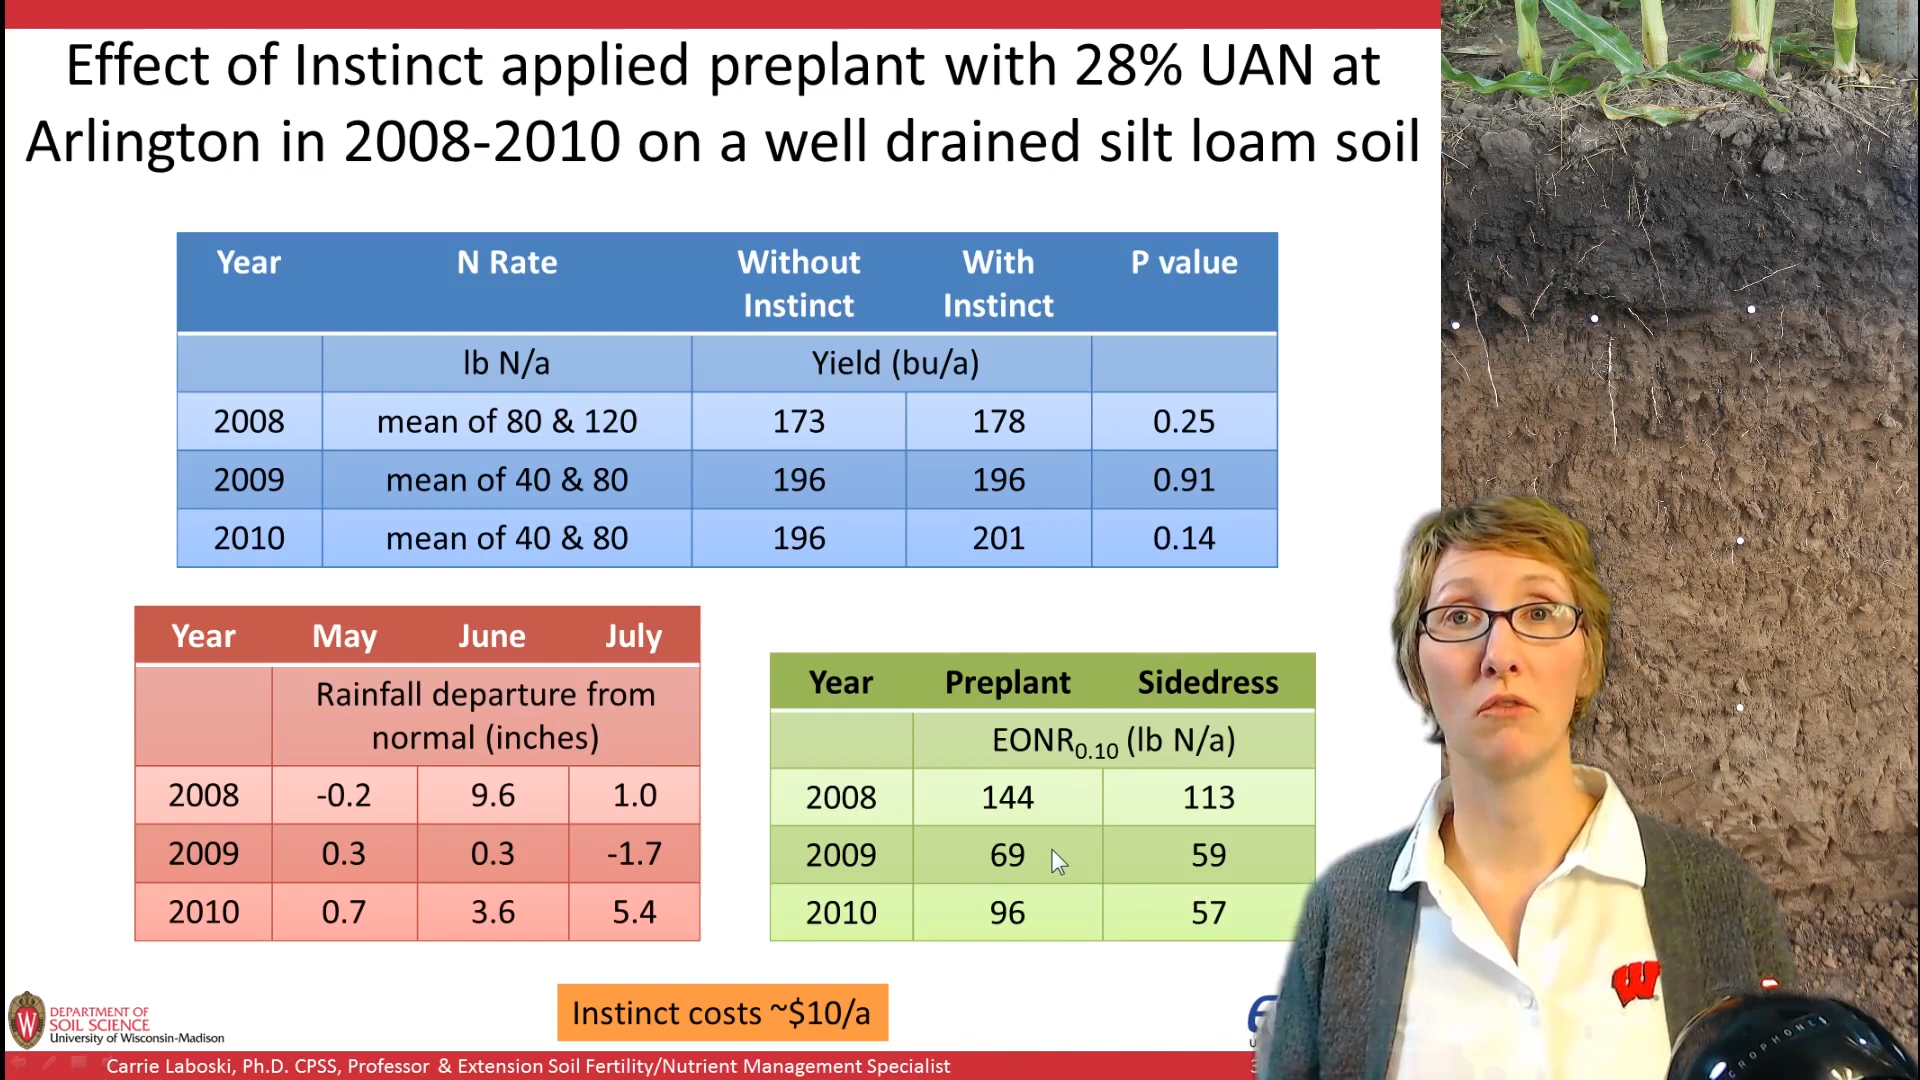 Effect of Instinct applied preplant with 28% UAN at
Arlington in 2008-2010 on a well drained silt loam soil
Year N Rate Without Instinct With Instinct P value
lb N/a Yield (bu/a)
2008 mean of 80 & 120 173 178 0.25
2009 mean of 40 & 80 196 196 0.91
2010 mean of 40 & 80 196 201 0.14
Year May June July
Rainfall departure from
normal (inches)
2008 -0.2 9.6 1.0
2009 0.3 0.3 -1.7
2010 0.7 3.6 5.4
Year Preplant Sidedress
EONR0.10 (lb N/a)
2008 144 113
2009 69 59
2010 96 57
Instinct costs ~$10/a
W
DEPARTMENT OF
SOIL SCIENCE
University of Wisconsin-Madison
Carrie Laboski, Ph.D. CPSS, Professor & Extension Soil Fertility/Nutrient Management Specialist
W